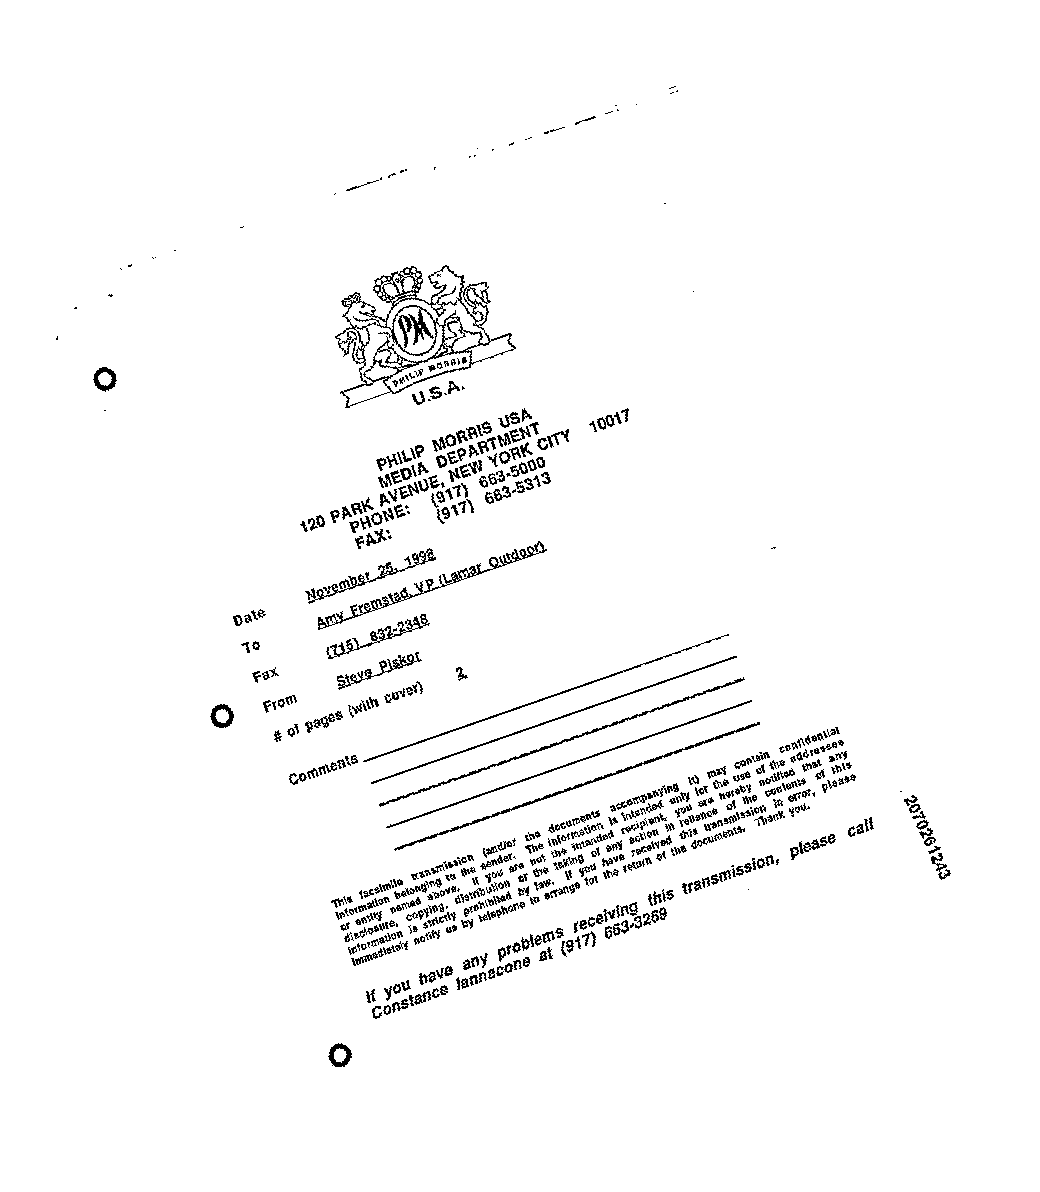 PM
PHILIP MORRIS
U.S.A.
PHILIP MORRIS USA
MEDIA DEPARTMENT
120 PARK AVENUE, NEW YORK CITY 10017
PHONE: (917) 663-5000
FAX: (917) 663-5313
Date November 25, 1998
To Amy Fremstad, VP (Lamar Outdoor)
Fax (715) 832-2348
From Steve Piskor
# of pages (with cover) 2
Comments
This facsimile transmission (and/or the documents accompanying it) may contain confidential
information belonging to the sender. The information is intended only for the use of the addresses
or entity named above. If you are not the intended recipient, you are hereby notified that any
disclosure, copying, distribution or the taking of any action in reliance of the contents of this
information is strictly prohibited by law. If you have received this transmission in error, please
immediately notify us by telephone to arrange for the return of the documents. Thank you.
If you have any problems receiving this transmission, please call
Constance Iannacone at (917) 663-3269
2070261243